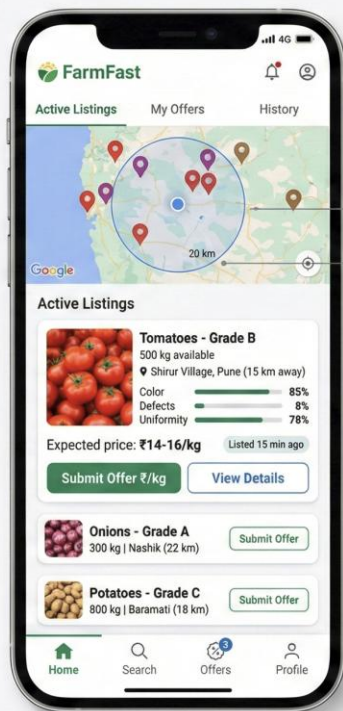 4G
FarmFast
Active Listings
My Offers
History
20 km
Google
Active Listings
Tomatoes - Grade B
500 kg available
Shirur Village, Pune (15 km away)
Color 85%
Defects 8%
Uniformity 78%
Expected price: ₹14-16/kg
Listed 15 min ago
Submit Offer ₹/kg
View Details
Onions - Grade A
300 kg | Nashik (22 km)
Submit Offer
Potatoes - Grade C
800 kg | Baramati (18 km)
Submit Offer
3
Home
Search
Offers
Profile